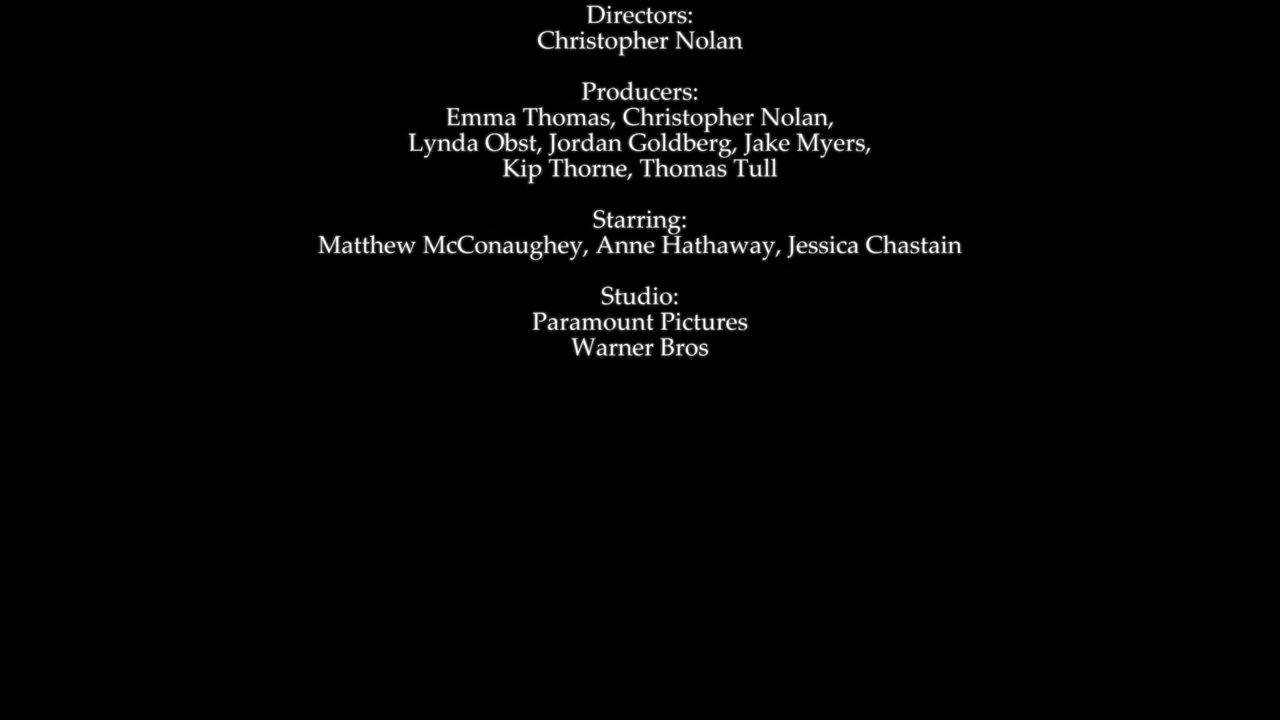 Directors:
Christopher Nolan
Producers:
Emma Thomas, Christopher Nolan,
Lynda Obst, Jordan Goldberg, Jake Myers,
Kip Thorne, Thomas Tull
Starring:
Matthew McConaughey, Anne Hathaway, Jessica Chastain
Studio:
Paramount Pictures
Warner Bros